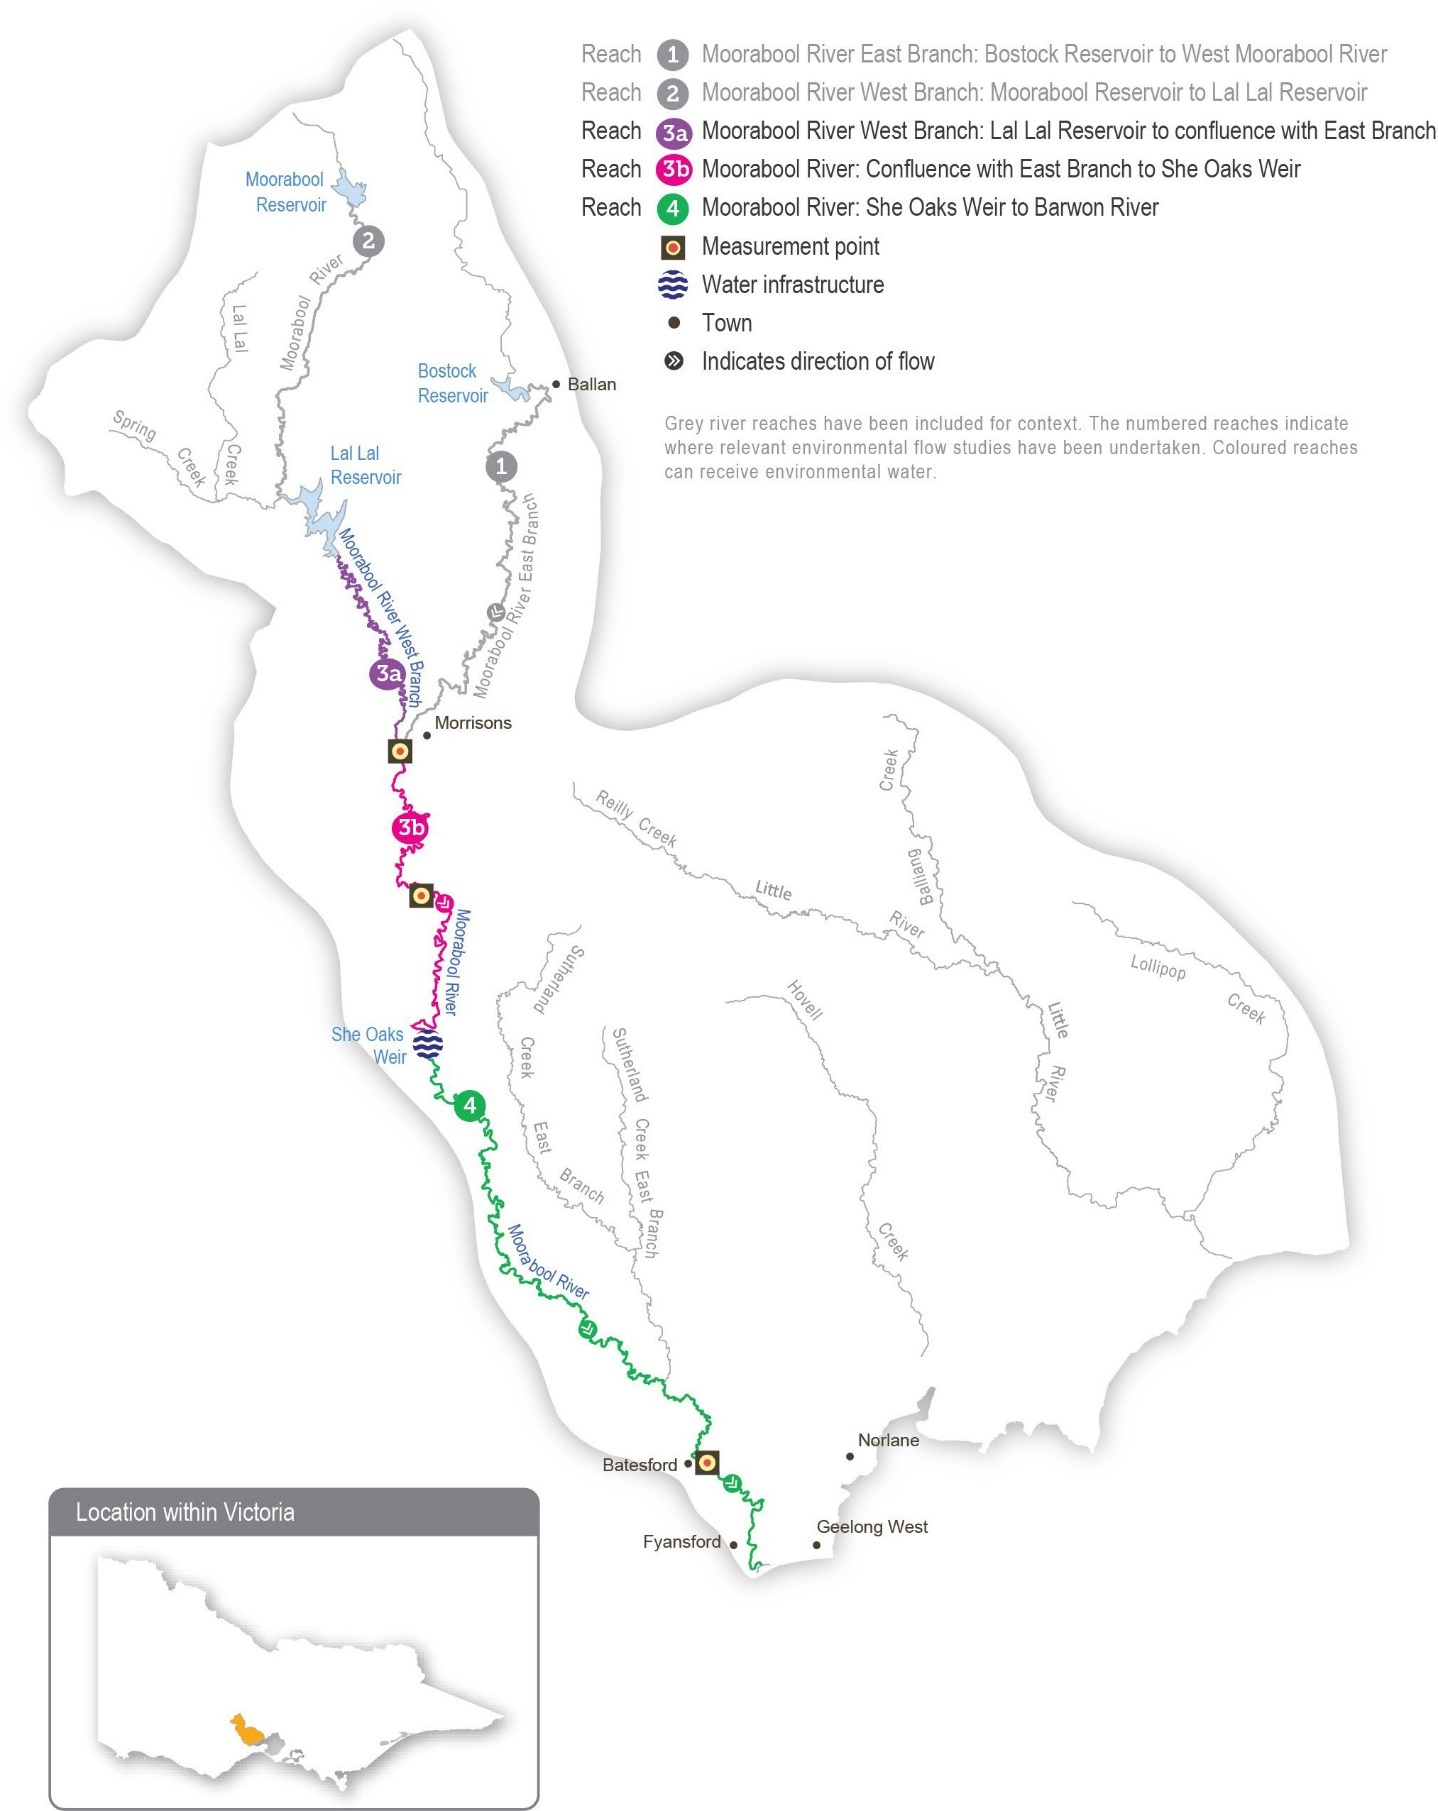 Reach 1 Moorabool River East Branch: Bostock Reservoir to West Moorabool River
Reach 2 Moorabool River West Branch: Moorabool Reservoir to Lal Lal Reservoir
Reach 3a Moorabool River West Branch: Lal Lal Reservoir to confluence with East Branch
Reach 3b Moorabool River: Confluence with East Branch to She Oaks Weir
Reach 4 Moorabool River: She Oaks Weir to Barwon River
Measurement point
Water infrastructure
Town
Indicates direction of flow
Grey river reaches have been included for context. The numbered reaches indicate
where relevant environmental flow studies have been undertaken. Coloured reaches
can receive environmental water.
Moorabool
Reservoir
2
Moorabool River
Lal Lal
Creek
Spring
Creek
Bostock
Reservoir
Ballan
1
Lal Lal
Reservoir
Moorabool River East Branch
Moorabool River West Branch
3a
Morrisons
3b
Moorabool River
Reilly Creek
Little
River
Creek
Balliang
Lollipop
Creek
Little
River
Sutherland
Creek
East
Branch
Sutherland Creek East Branch
Hovell
Creek
She Oaks
Weir
4
Moorabool River
Norlane
Batesford
Geelong West
Fyansford
Location within Victoria